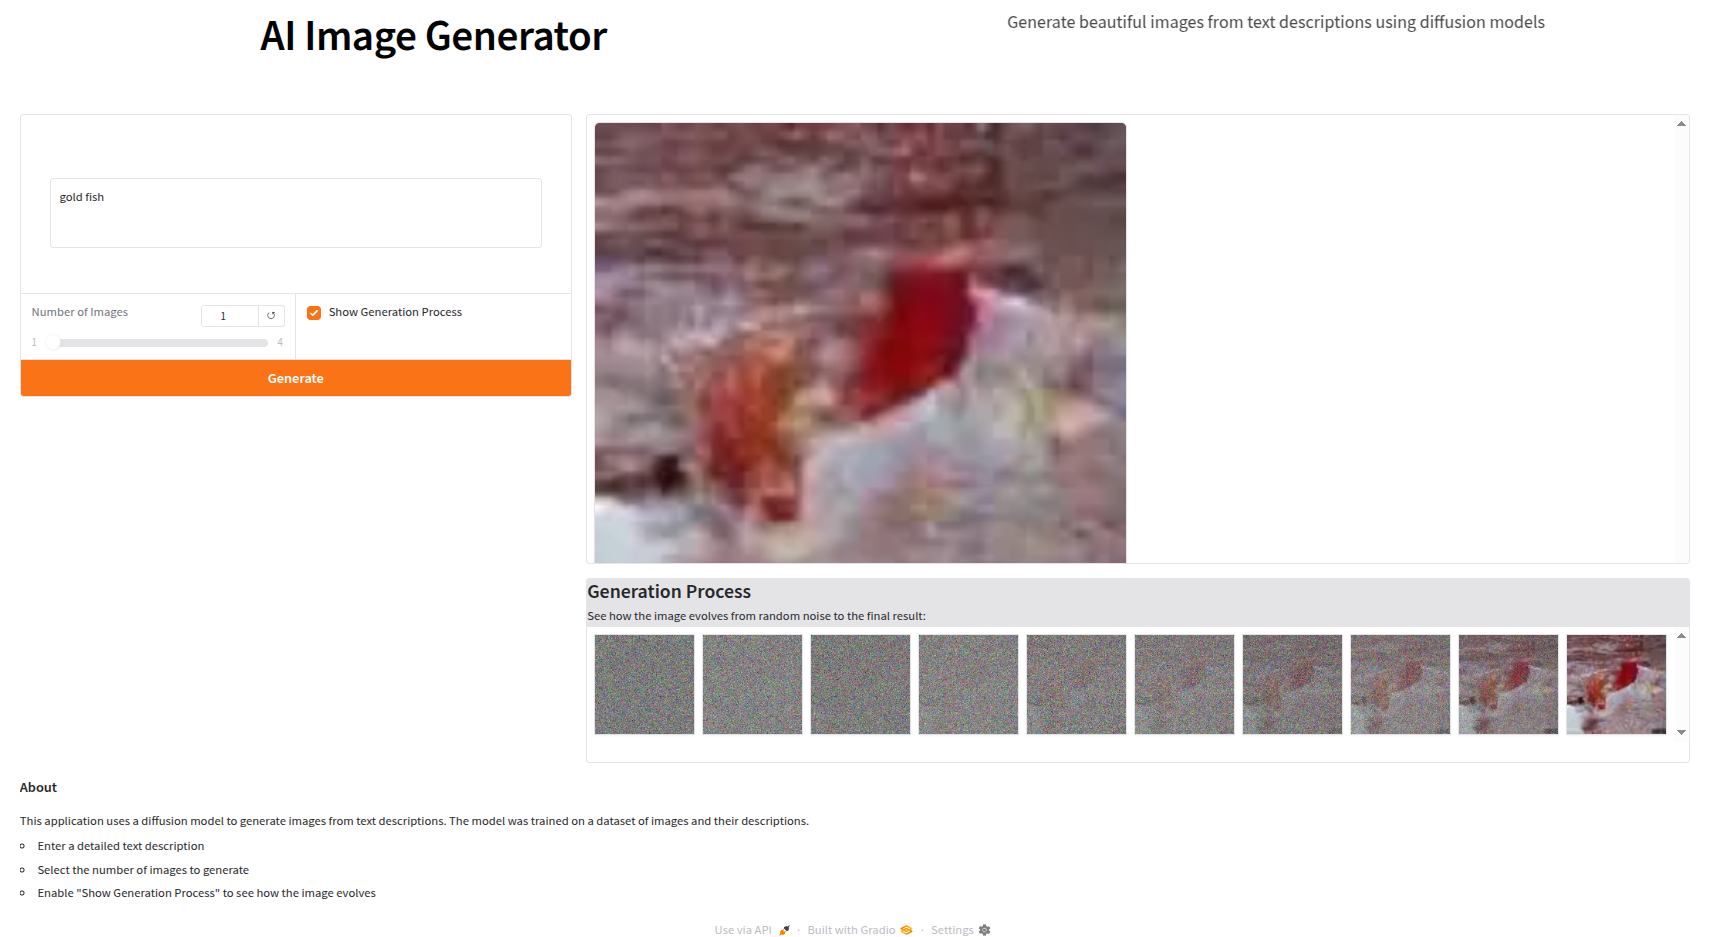 AI Image Generator
Generate beautiful images from text descriptions using diffusion models
gold fish
Number of Images
1
1
4
Show Generation Process
Generate
Generation Process
See how the image evolves from random noise to the final result:
About
This application uses a diffusion model to generate images from text descriptions. The model was trained on a dataset of images and their descriptions.
Enter a detailed text description
Select the number of images to generate
Enable "Show Generation Process" to see how the image evolves
Use via API · Built with Gradio · Settings